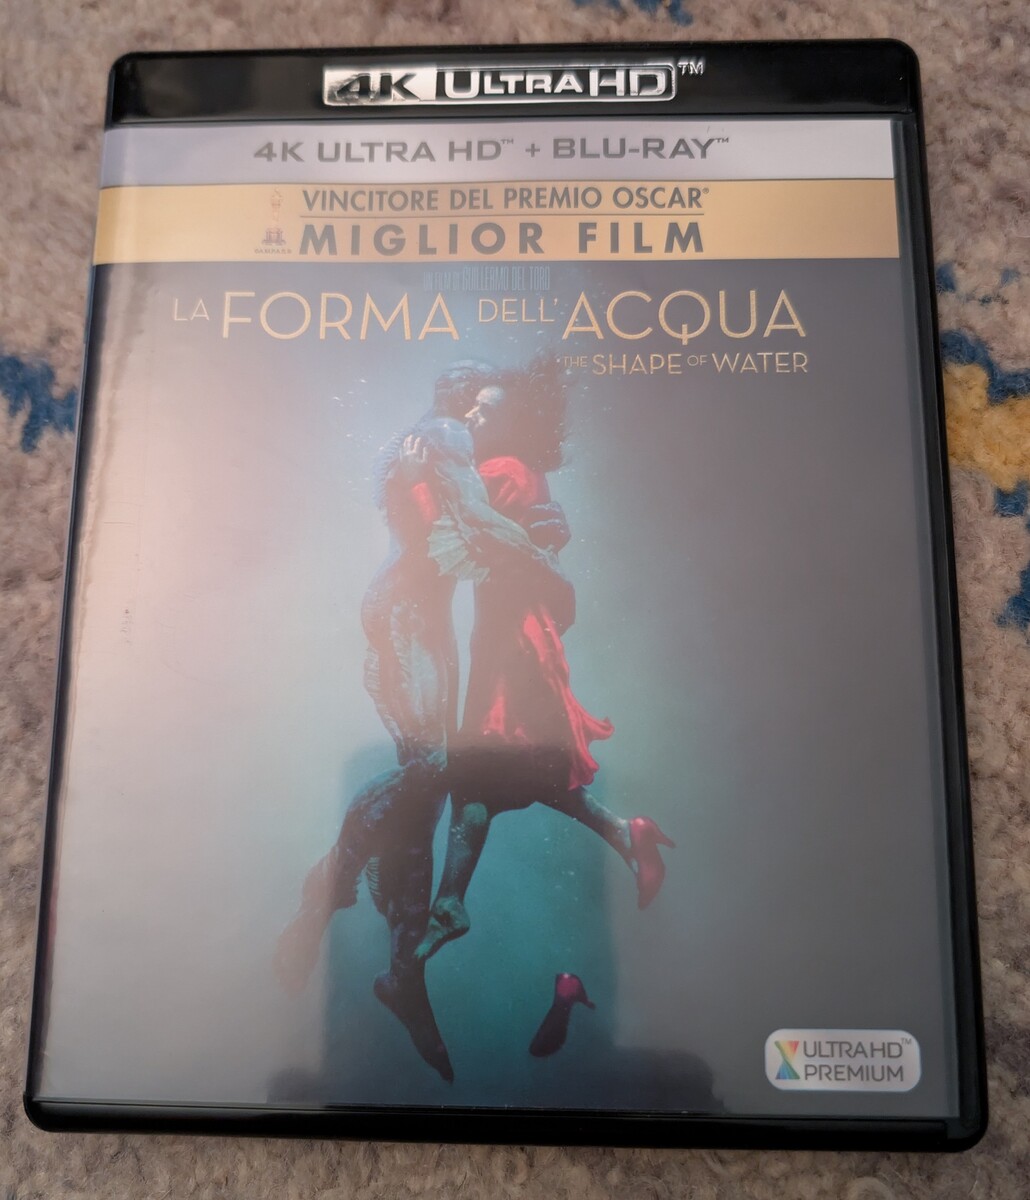 4K ULTRA HD™
4K ULTRA HD™ + BLU-RAY™
VINCITORE DEL PREMIO OSCAR®
MIGLIOR FILM
UN FILM DI GUILLERMO DEL TORO
LA FORMA DELL'ACQUA
THE SHAPE OF WATER
ULTRA HD™
PREMIUM